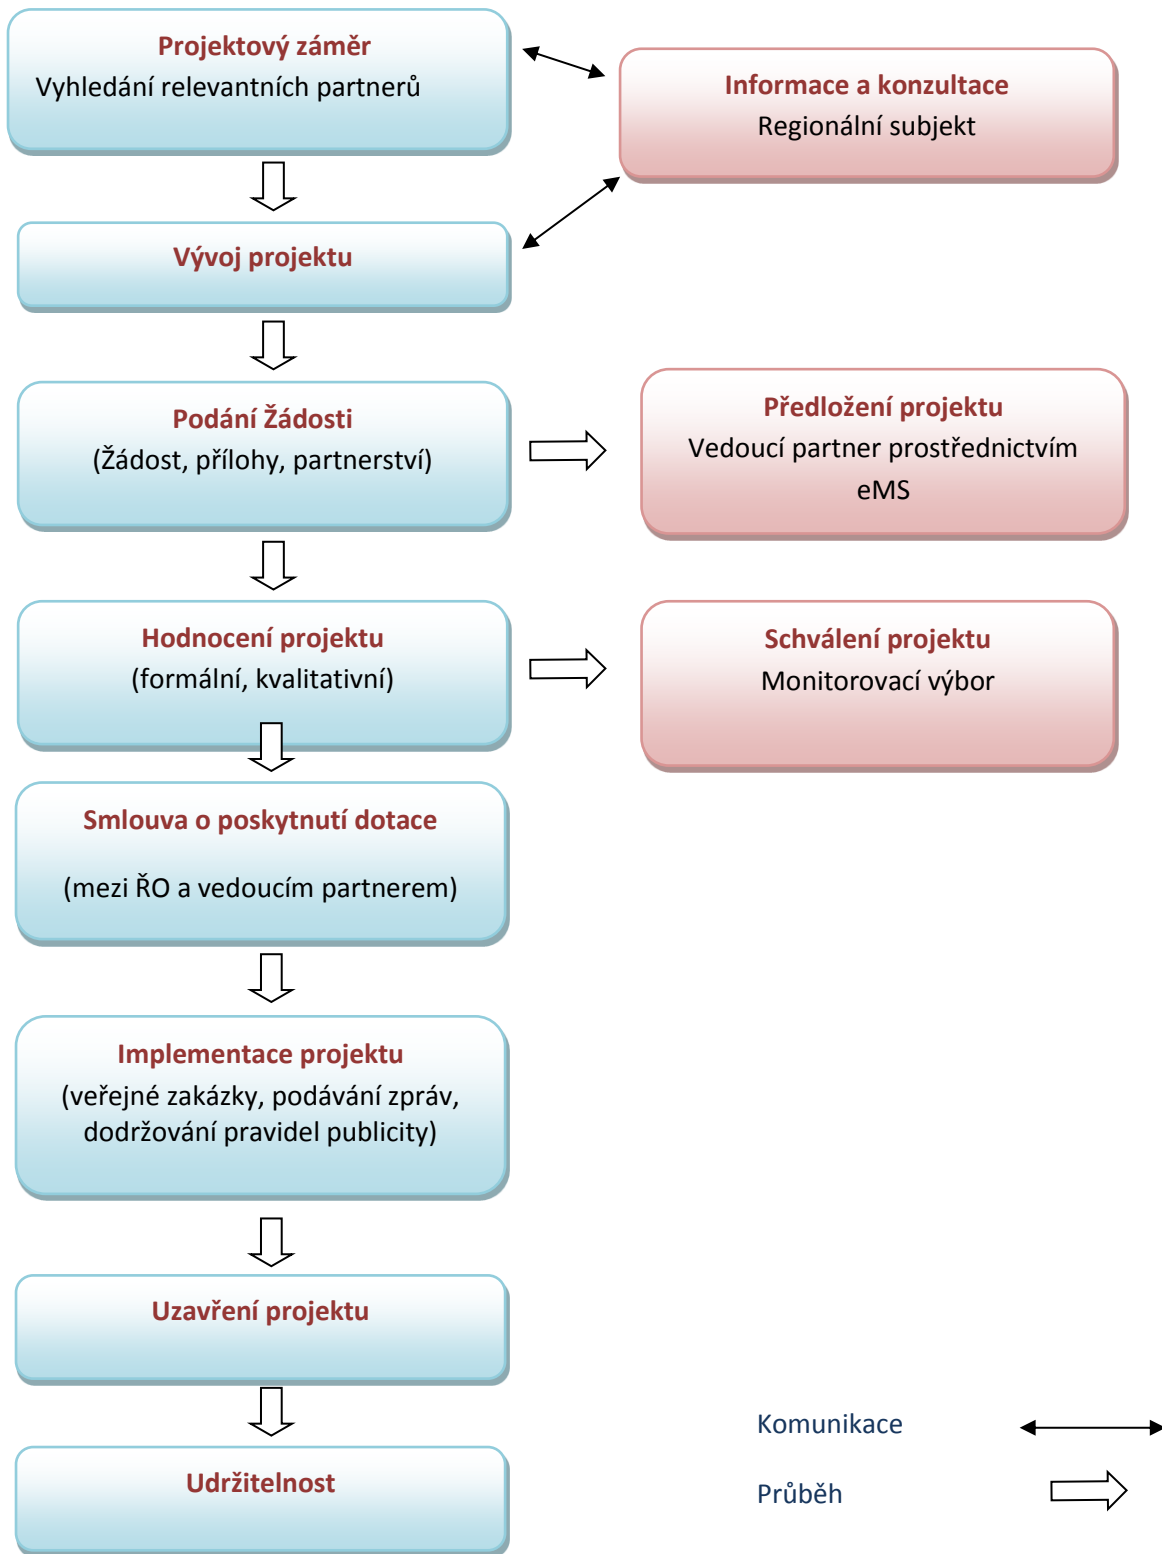 Projektový záměr
Vyhledání relevantních partnerů
Informace a konzultace
Regionální subjekt
Vývoj projektu
Podání Žádosti
(Žádost, přílohy, partnerství)
Předložení projektu
Vedoucí partner prostřednictvím
eMS
Hodnocení projektu
(formální, kvalitativní)
Schválení projektu
Monitorovací výbor
Smlouva o poskytnutí dotace
(mezi ŘO a vedoucím partnerem)
Implementace projektu
(veřejné zakázky, podávání zpráv,
dodržování pravidel publicity)
Uzavření projektu
Udržitelnost
Komunikace
Průběh